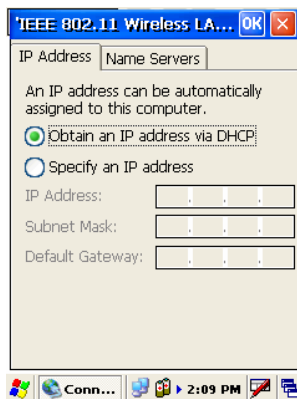 'IEEE 802.11 Wireless LA... OK
IP Address Name Servers
An IP address can be automatically
assigned to this computer.
Obtain an IP address via DHCP
Specify an IP address
IP Address:
Subnet Mask:
Default Gateway:
Conn... 2:09 PM